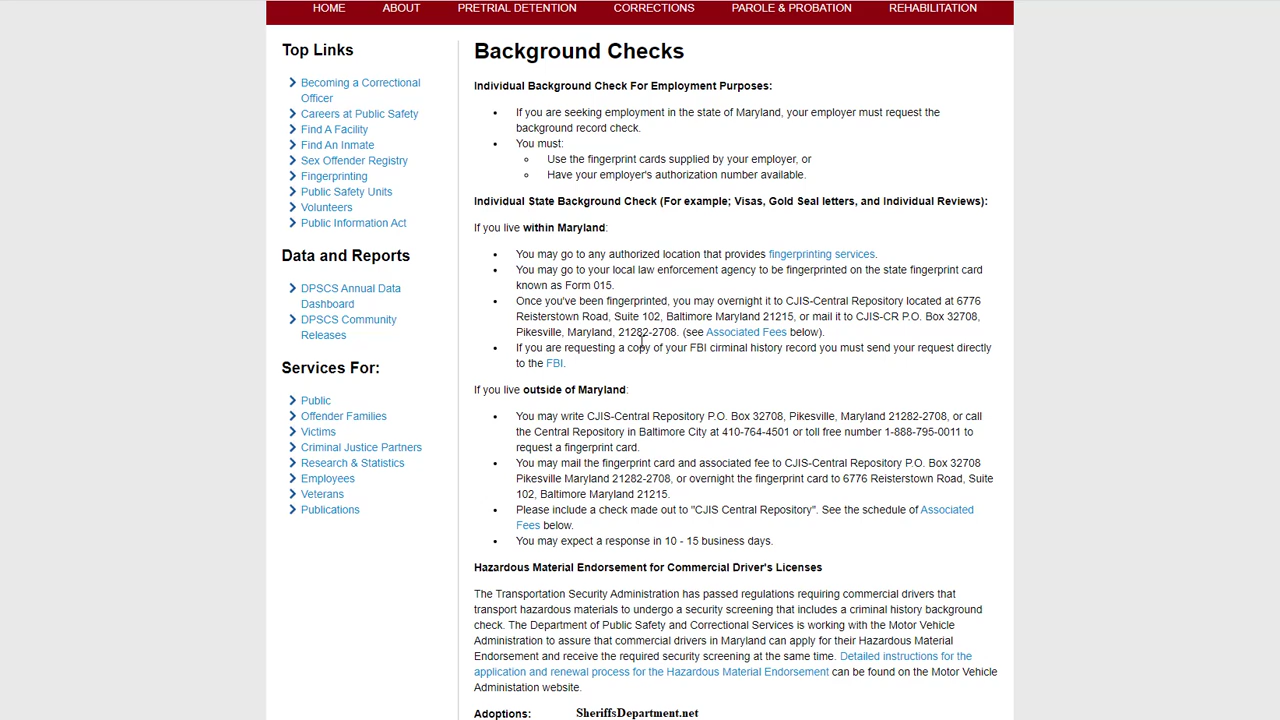 HOME ABOUT PRETRIAL DETENTION CORRECTIONS PAROLE & PROBATION REHABILITATION
Top Links
Becoming a Correctional
Officer
Careers at Public Safety
Find A Facility
Find An Inmate
Sex Offender Registry
Fingerprinting
Public Safety Units
Volunteers
Public Information Act
Data and Reports
DPSCS Annual Data
Dashboard
DPSCS Community
Releases
Services For:
Public
Offender Families
Victims
Criminal Justice Partners
Research & Statistics
Employees
Veterans
Publications
Background Checks
Individual Background Check For Employment Purposes:
If you are seeking employment in the state of Maryland, your employer must request the
background record check.
You must:
Use the fingerprint cards supplied by your employer, or
Have your employer's authorization number available.
Individual State Background Check (For example; Visas, Gold Seal letters, and Individual Reviews):
If you live within Maryland:
You may go to any authorized location that provides fingerprinting services.
You may go to your local law enforcement agency to be fingerprinted on the state fingerprint card
known as Form 015.
Once you've been fingerprinted, you may overnight it to CJIS-Central Repository located at 6776
Reisterstown Road, Suite 102, Baltimore Maryland 21215, or mail it to CJIS-CR P.O. Box 32708,
Pikesville, Maryland, 21282-2708. (see Associated Fees below).
If you are requesting a copy of your FBI cirminal history record you must send your request directly
to the FBI.
If you live outside of Maryland:
You may write CJIS-Central Repository P.O. Box 32708, Pikesville, Maryland 21282-2708, or call
the Central Repository in Baltimore City at 410-764-4501 or toll free number 1-888-795-0011 to
request a fingerprint card.
You may mail the fingerprint card and associated fee to CJIS-Central Repository P.O. Box 32708
Pikesville Maryland 21282-2708, or overnight the fingerprint card to 6776 Reisterstown Road, Suite
102, Baltimore Maryland 21215.
Please include a check made out to "CJIS Central Repository". See the schedule of Associated
Fees below.
You may expect a response in 10 - 15 business days.
Hazardous Material Endorsement for Commercial Driver's Licenses
The Transportation Security Administration has passed regulations requiring commercial drivers that
transport hazardous materials to undergo a security screening that includes a criminal history background
check. The Department of Public Safety and Correctional Services is working with the Motor Vehicle
Administration to assure that commercial drivers in Maryland can apply for their Hazardous Material
Endorsement and receive the required security screening at the same time. Detailed instructions for the
application and renewal process for the Hazardous Material Endorsement can be found on the Motor Vehicle
Administation website.
Adoptions:
SheriffsDepartment.net